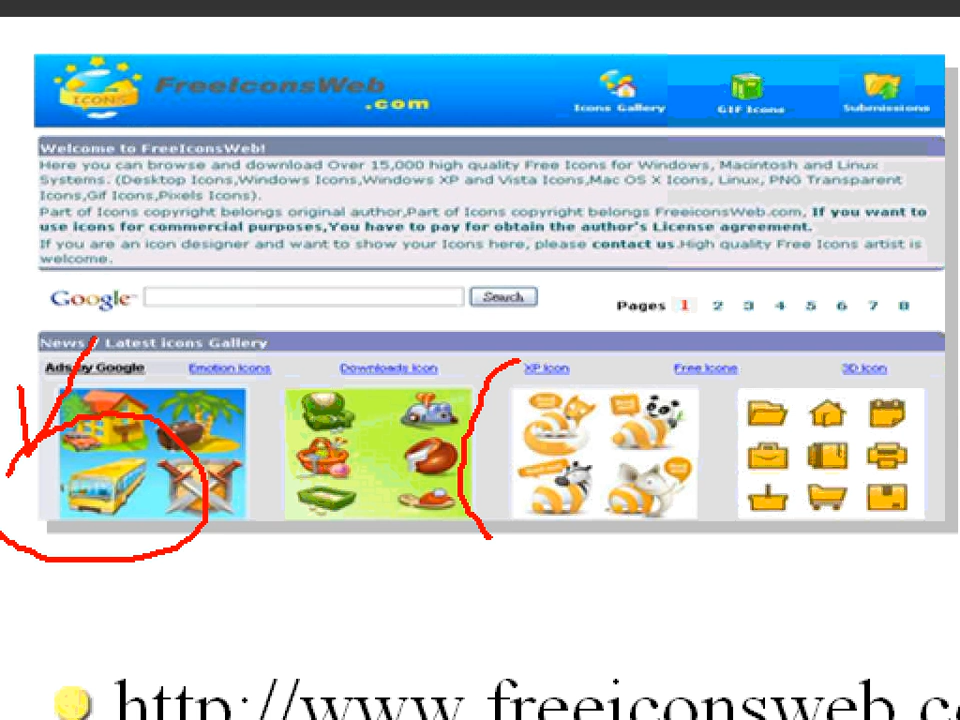 ICONS
FreeIconsWeb
.com
Icons Gallery
GIF Icons
Submissions
Welcome to FreeIconsWeb!
Here you can browse and download Over 15,000 high quality Free Icons for Windows, Macintosh and Linux
Systems. (Desktop Icons,Windows Icons,Windows XP and Vista Icons,Mac OS X Icons, Linux, PNG Transparent
Icons,Gif Icons,Pixels Icons).
Part of Icons copyright belongs original author,Part of Icons copyright belongs FreeiconsWeb.com, If you want to
use icons for commercial purposes,You have to pay for obtain the author's License agreement.
If you are an icon designer and want to show your Icons here, please contact us.High quality Free Icons artist is
welcome.
Google
Search
Pages 1 2 3 4 5 6 7 8
News / Latest icons Gallery
Ads by Google
Emotion Icons
Downloads Icon
XP Icon
Free Icons
3D Icon
http://www.freeiconsweb.c